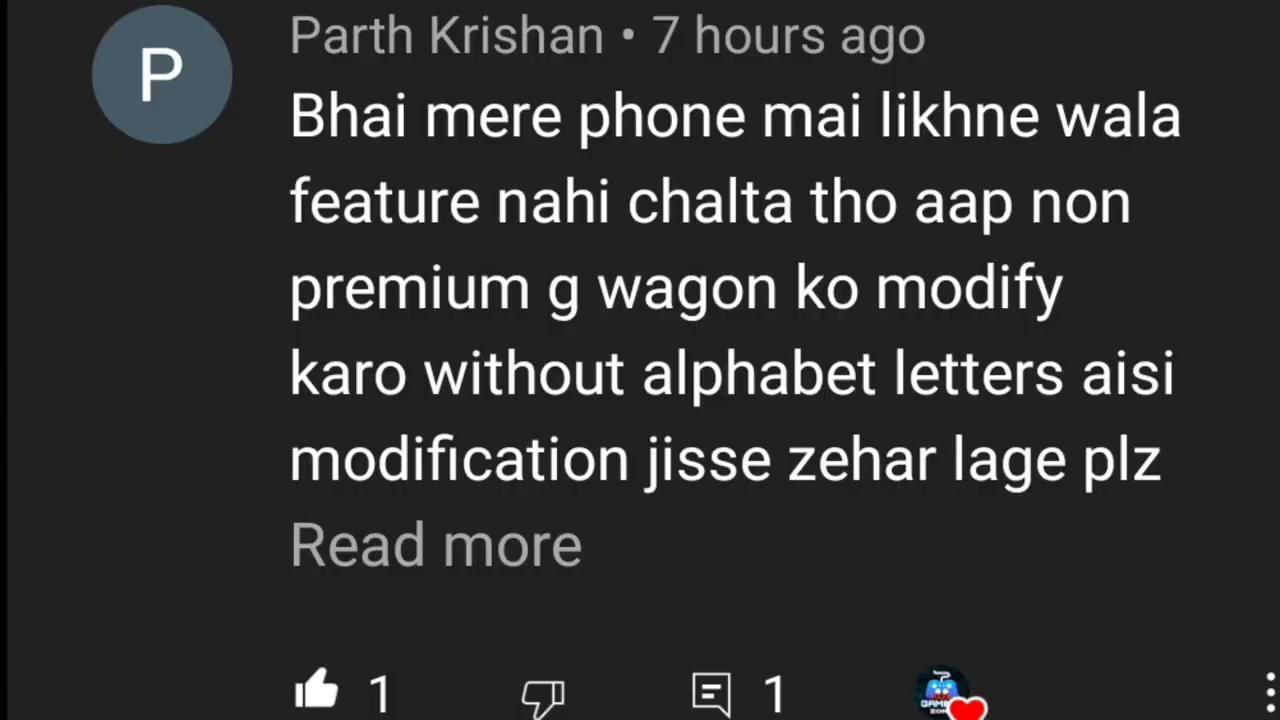 P
Parth Krishan • 7 hours ago
Bhai mere phone mai likhne wala
feature nahi chalta tho aap non
premium g wagon ko modify
karo without alphabet letters aisi
modification jisse zehar lage plz
Read more
1
1